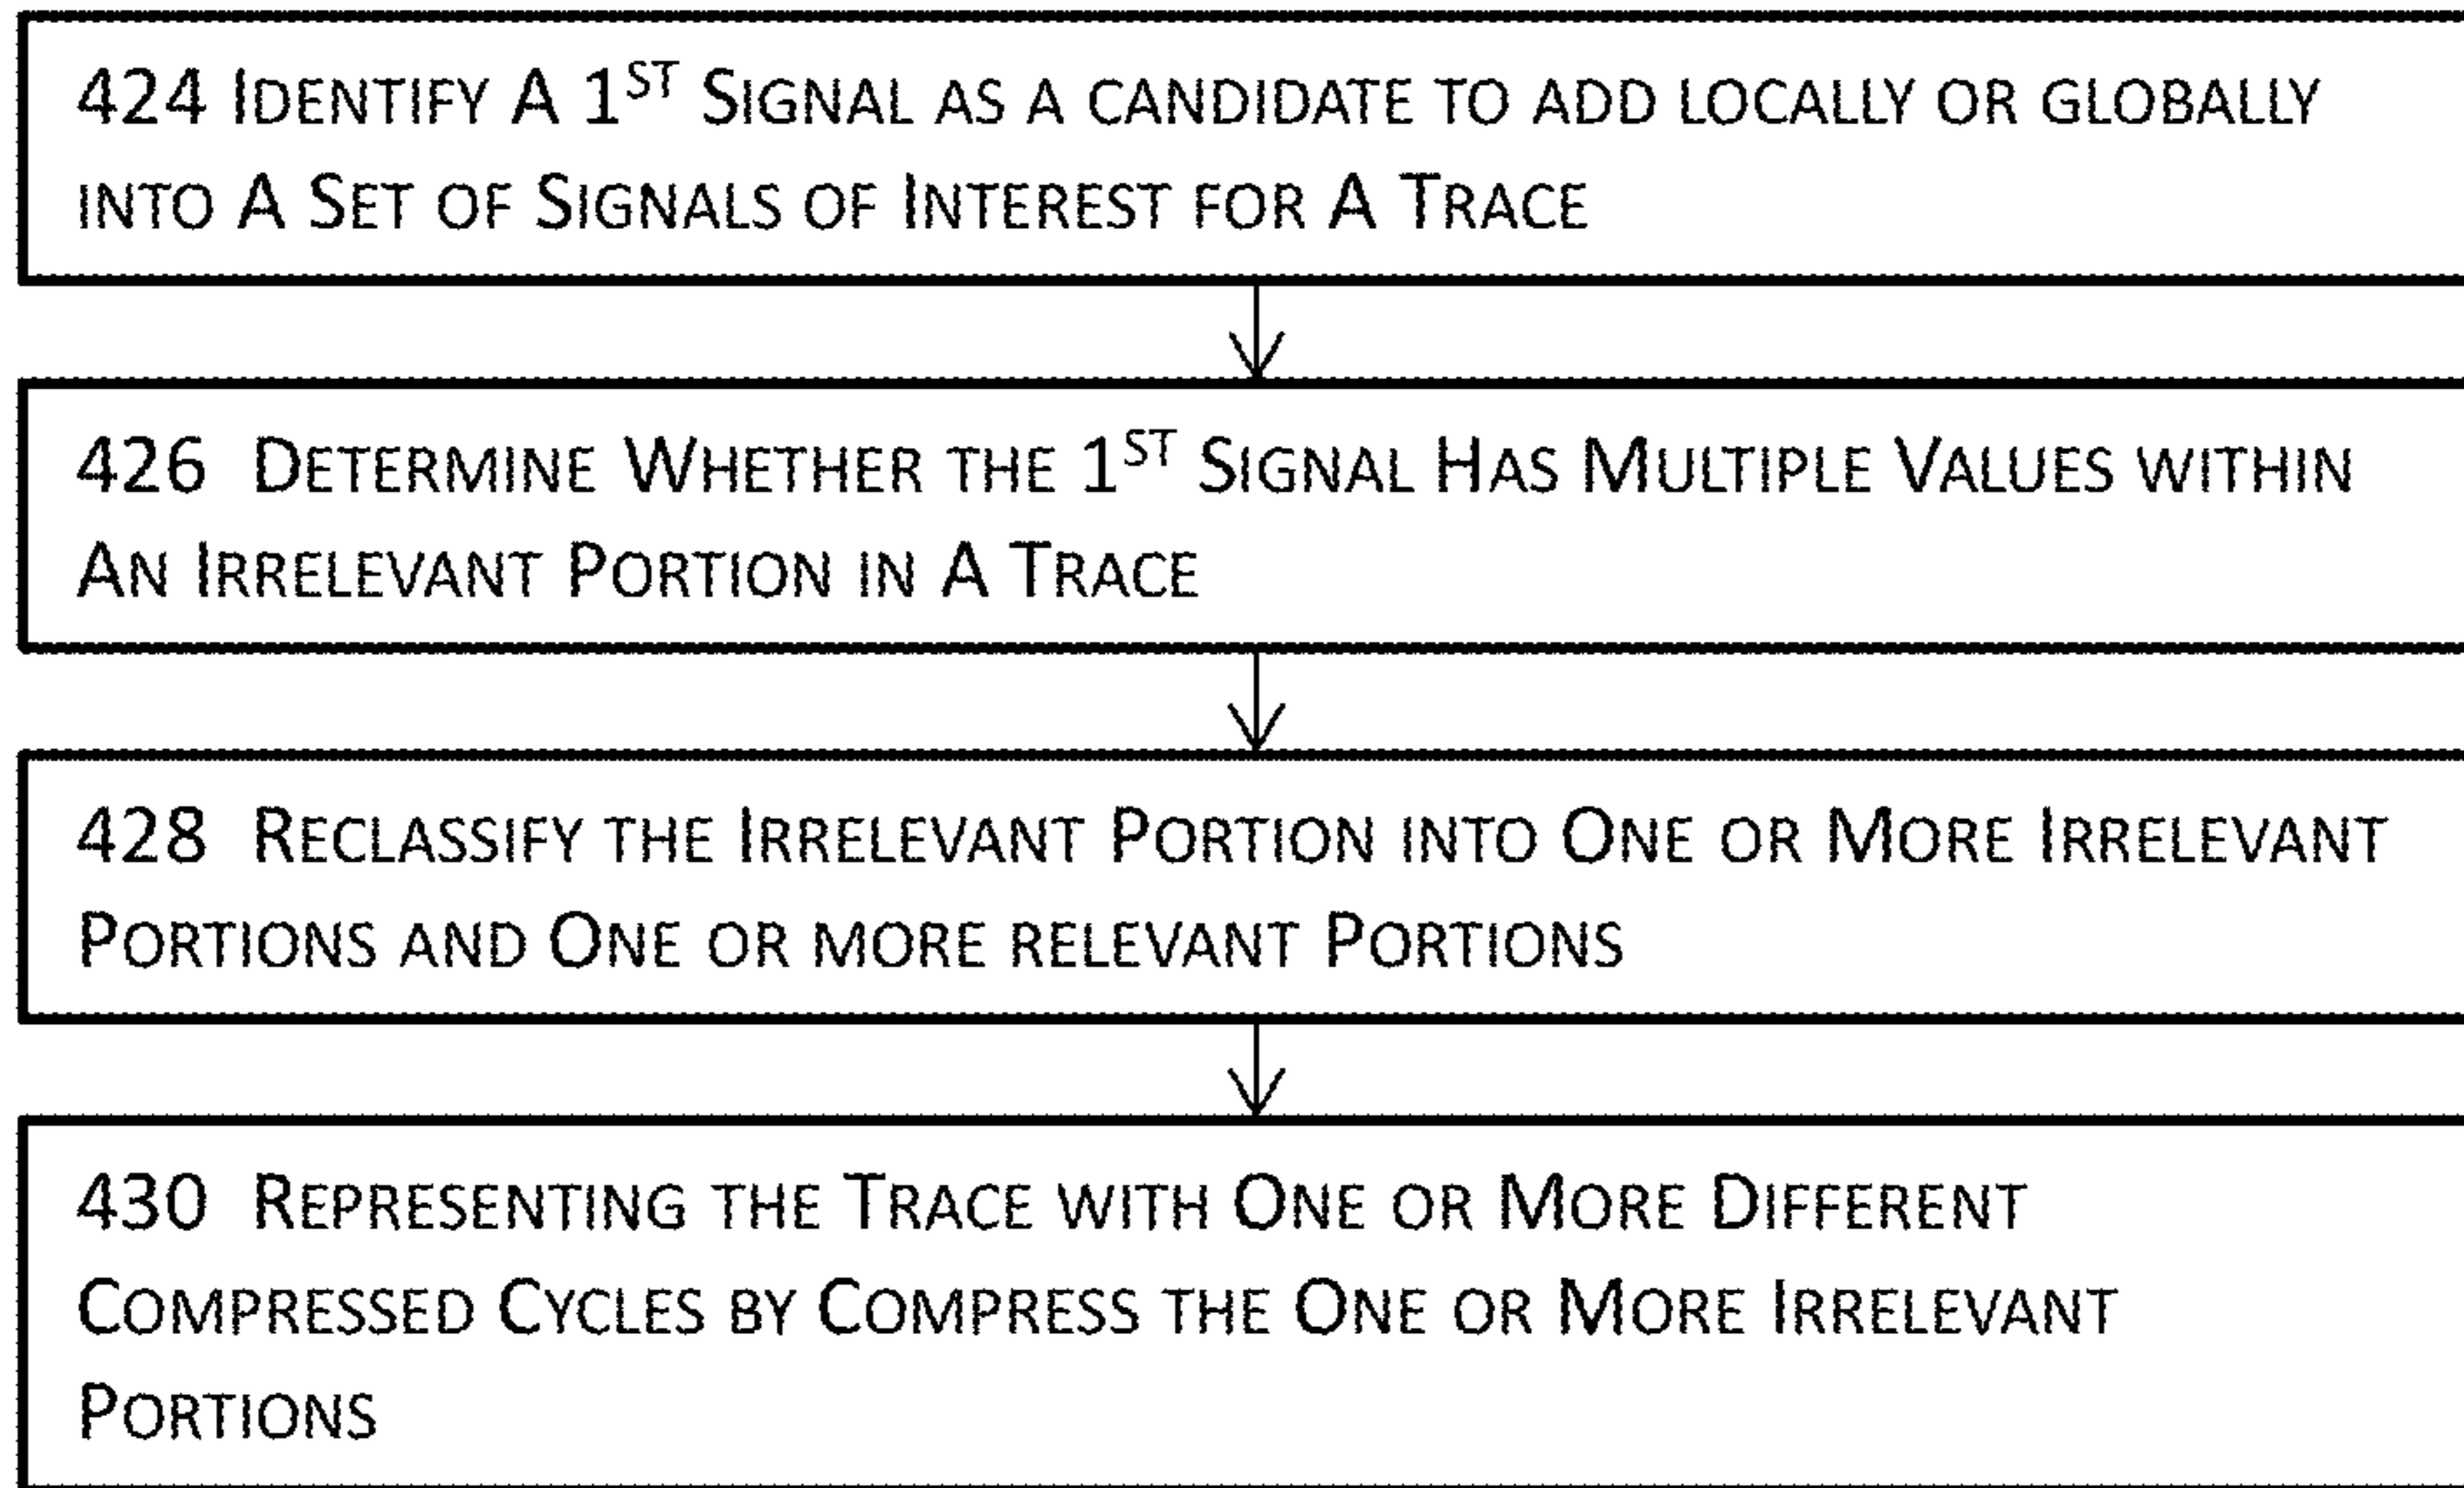 424 Identify A 1ST Signal as a candidate to add locally or globally
into A Set of Signals of Interest for A Trace
426 Determine Whether the 1ST Signal Has Multiple Values within
An Irrelevant Portion in A Trace
428 Reclassify the Irrelevant Portion into One or More Irrelevant
Portions and One or more relevant Portions
430 Representing the Trace with One or More Different
Compressed Cycles by Compress the One or More Irrelevant
Portions